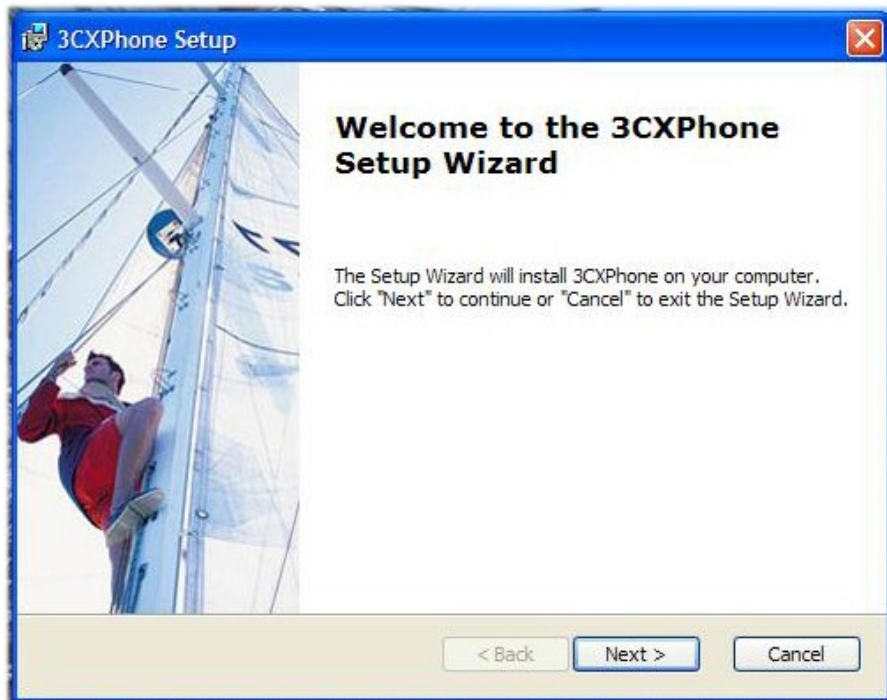 3CXPhone Setup
Welcome to the 3CXPhone
Setup Wizard
The Setup Wizard will install 3CXPhone on your computer.
Click "Next" to continue or "Cancel" to exit the Setup Wizard.
< Back
Next >
Cancel